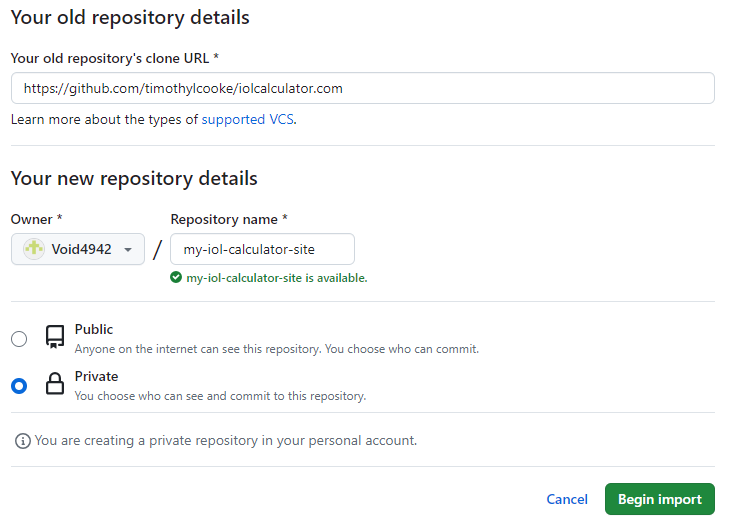 Your old repository details
Your old repository's clone URL *
https://github.com/timothylcooke/iolcalculator.com
Learn more about the types of supported VCS.
Your new repository details
Owner *
Repository name *
Void4942 / my-iol-calculator-site
my-iol-calculator-site is available.
Public
Anyone on the internet can see this repository. You choose who can commit.
Private
You choose who can see and commit to this repository.
You are creating a private repository in your personal account.
Cancel
Begin import